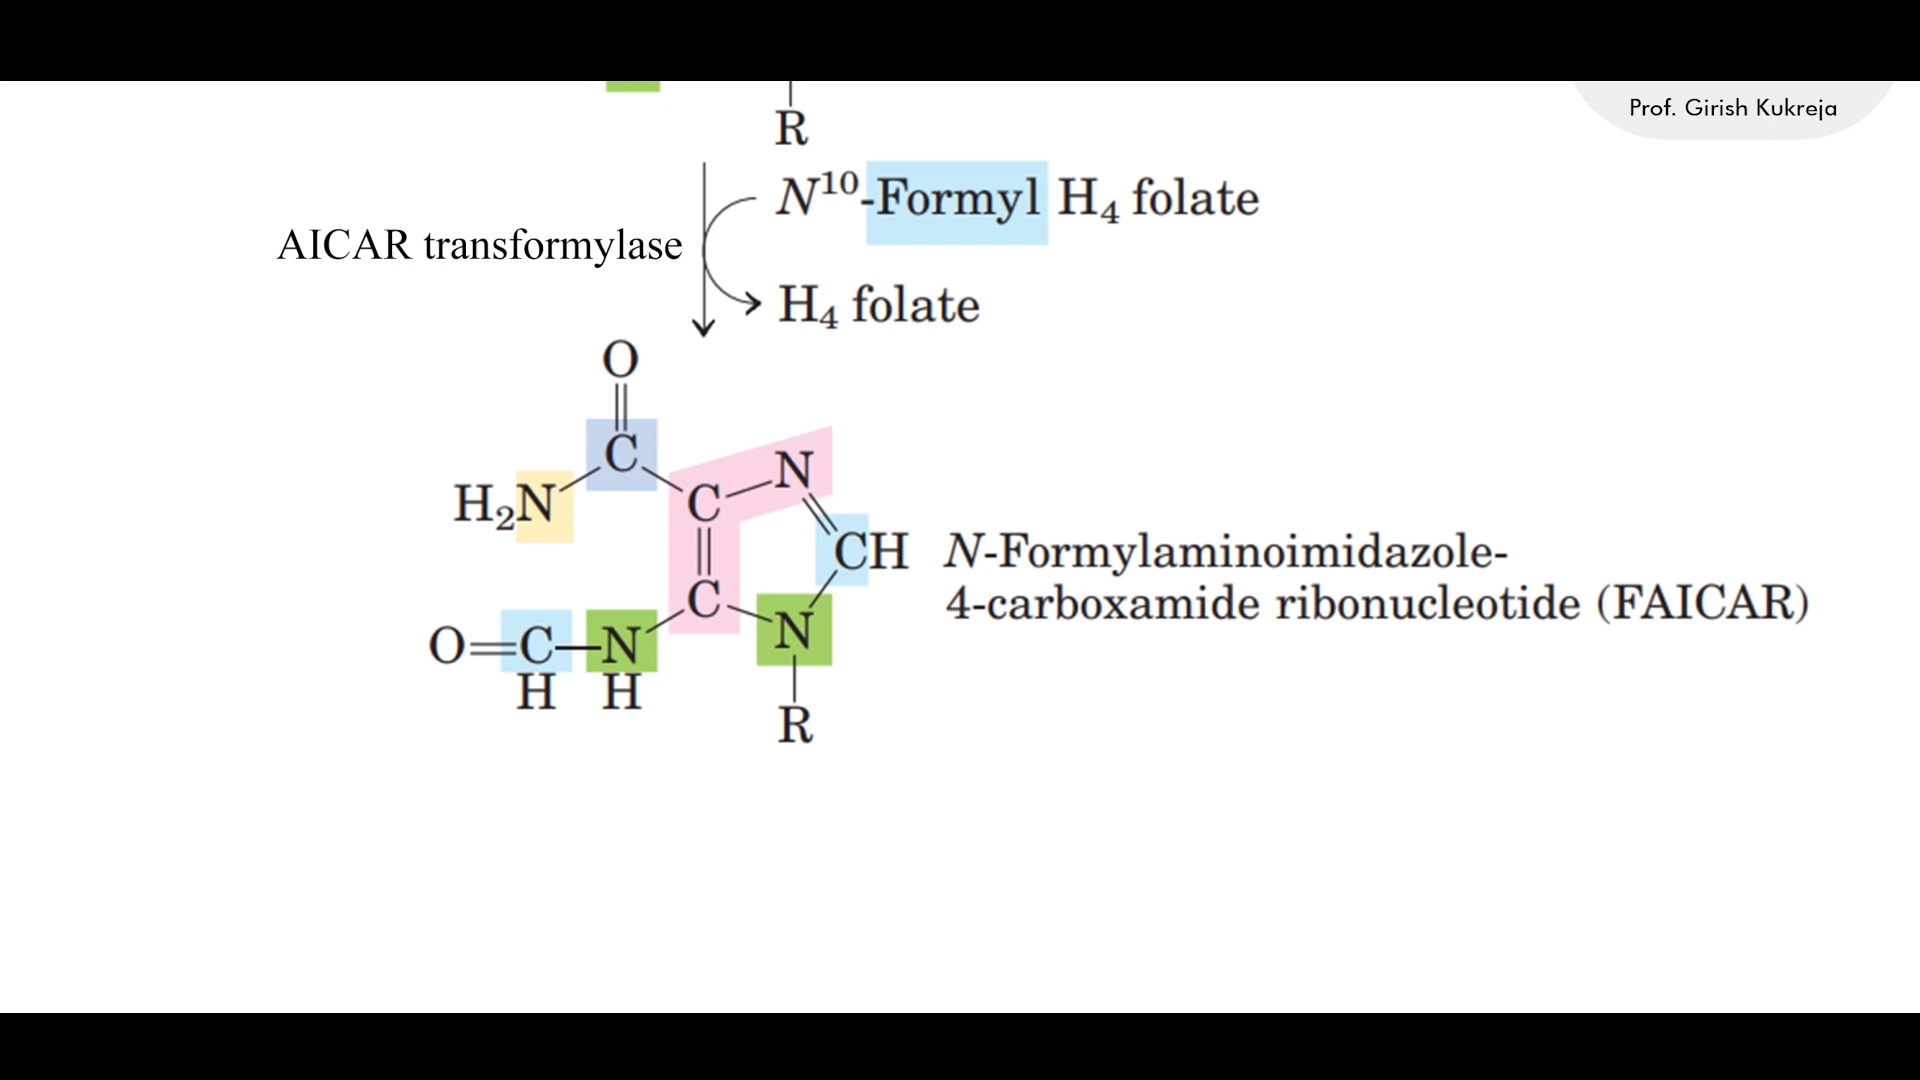 Prof. Girish Kukreja
R
N¹⁰-Formyl H₄ folate
AICAR transformylase
H₄ folate
O
C
N
H₂N
C
CH
N-Formylaminoimidazole-
4-carboxamide ribonucleotide (FAICAR)
C
N
O=C—N
H H
R